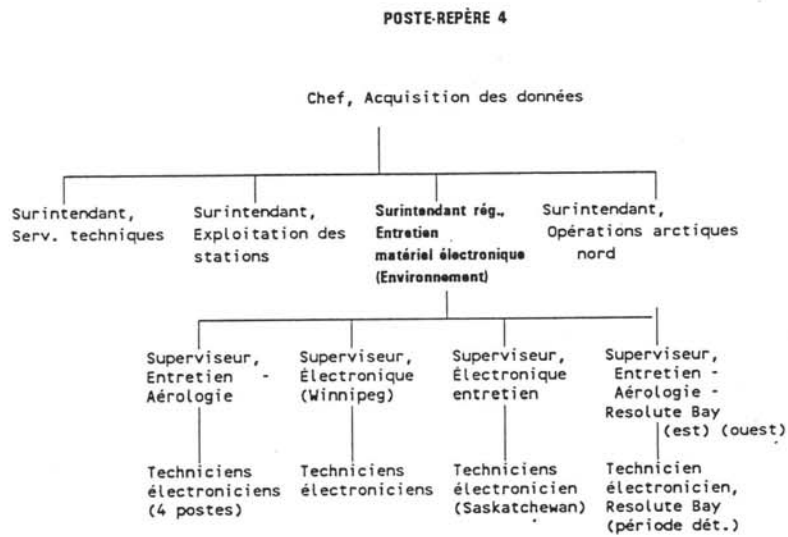 POSTE-REPÈRE 4
Chef, Acquisition des données
Surintendant,
Serv. techniques
Surintendant,
Exploitation des
stations
Surintendant rég.,
Entretien
matériel électronique
(Environnement)
Surintendant,
Opérations arctiques
nord
Superviseur,
Entretien -
Aérologie
Superviseur,
Électronique
(Winnipeg)
Superviseur,
Électronique
entretien
Superviseur,
Entretien -
Aérologie -
Resolute Bay
(est) (ouest)
Techniciens
électroniciens
(4 postes)
Techniciens
électroniciens
Techniciens
électronicien
(Saskatchewan)
Technicien
électronicien,
Resolute Bay
(période dét.)